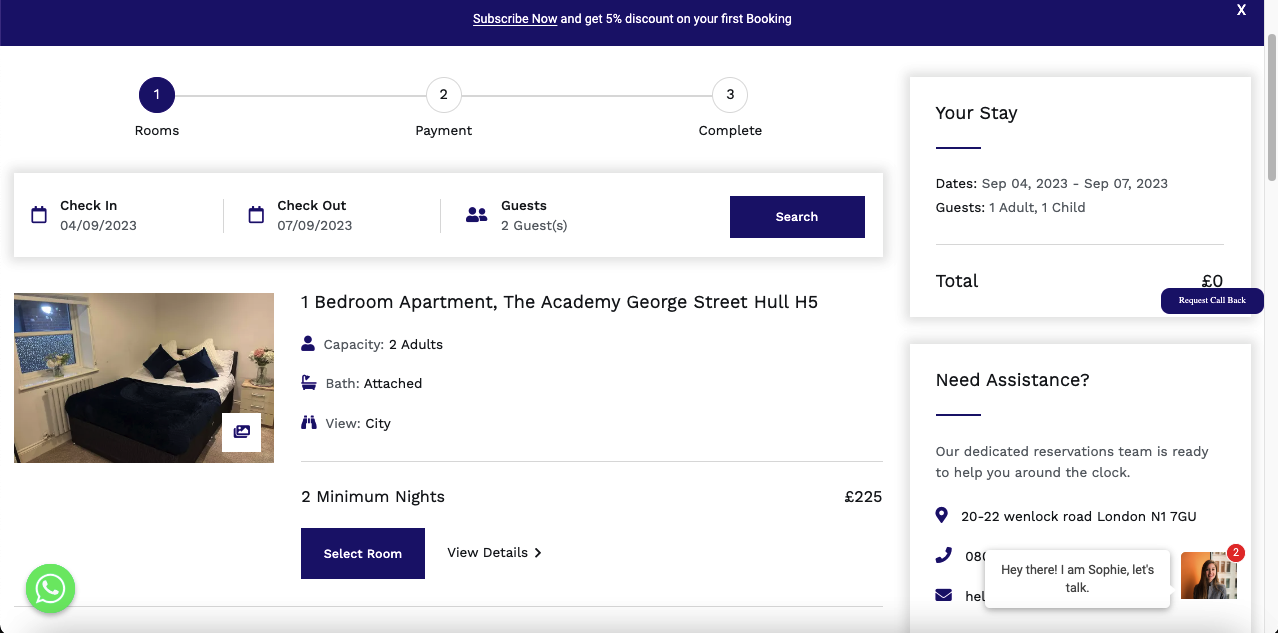 Subscribe Now and get 5% discount on your first Booking
X
1
Rooms
2
Payment
3
Complete
Check In
04/09/2023
Check Out
07/09/2023
Guests
2 Guest(s)
Search
1 Bedroom Apartment, The Academy George Street Hull H5
Capacity: 2 Adults
Bath: Attached
View: City
2 Minimum Nights
£225
Select Room
View Details
Your Stay
Dates: Sep 04, 2023 - Sep 07, 2023
Guests: 1 Adult, 1 Child
Total
£0
Request Call Back
Need Assistance?
Our dedicated reservations team is ready
to help you around the clock.
20-22 wenlock road London N1 7GU
Hey there! I am Sophie, let's
talk.
2